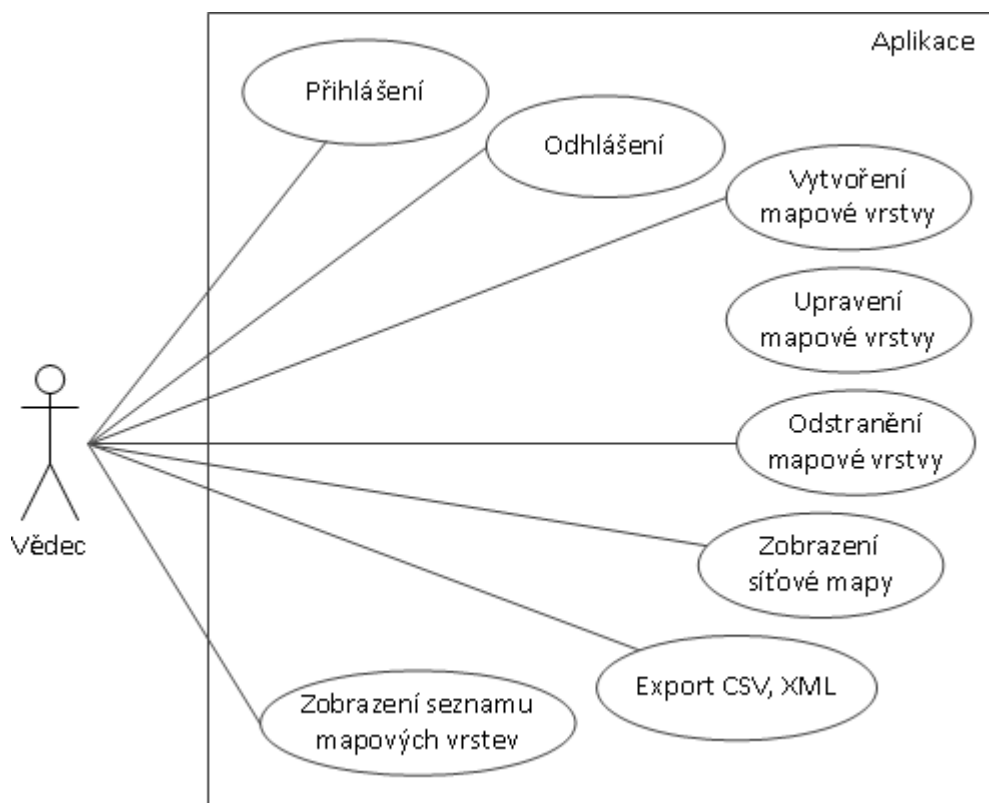 Aplikace
Přihlášení
Odhlášení
Vytvoření
mapové vrstvy
Upravení
mapové vrstvy
Odstranění
mapové vrstvy
Vědec
Zobrazení
síťové mapy
Export CSV, XML
Zobrazení seznamu
mapových vrstev